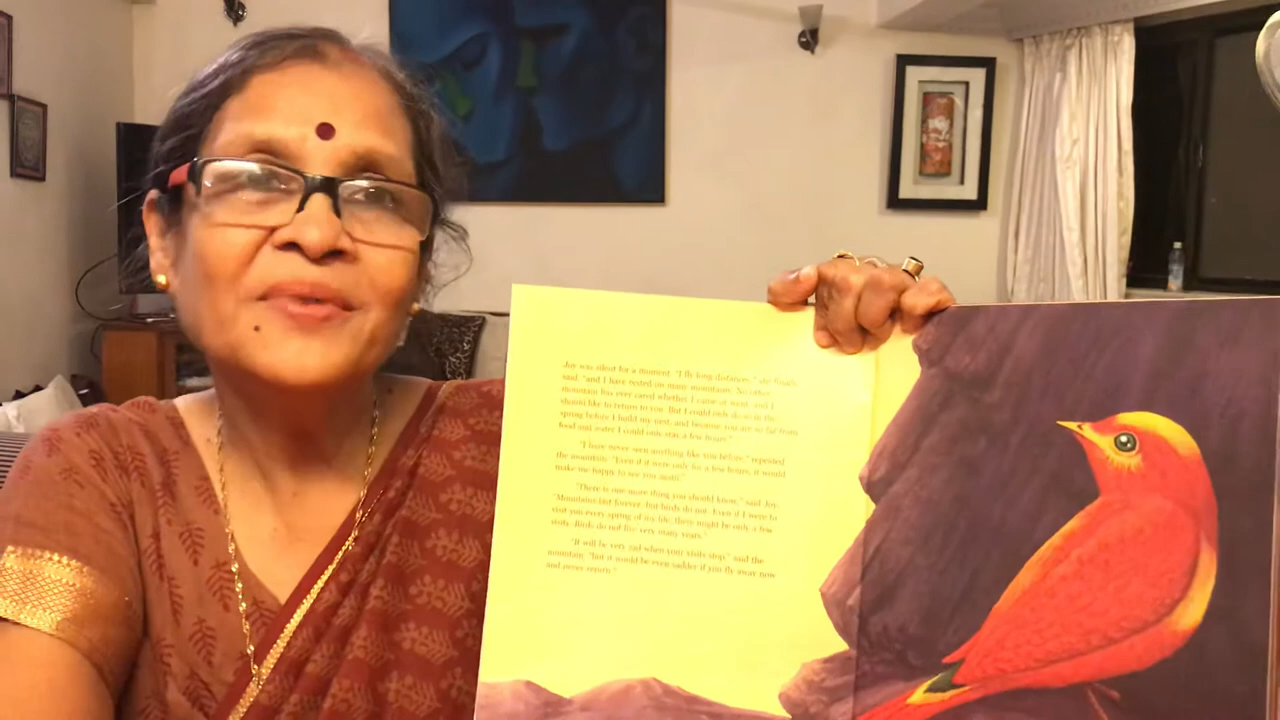 Joy was silent for a moment. "I fly long distances," she finally
said, "and I have rested on many mountains. No other
mountain has ever cared whether I came or went, and I
should like to return to you. But I could only do so in the
spring before I build my nest, and because you are so far from
food and water I could only stay a few hours."
"I have never seen anything like you before," repeated
the mountain. "Even if it were only for a few hours, it would
make me happy to see you again."
"There is one more thing you should know," said Joy.
"Mountains last forever, but birds do not. Even if I were to
visit you every spring of my life, there might be only a few
visits. Birds do not live very many years."
"It will be very sad when your visits stop," said the
mountain, "but it would be even sadder if you fly away now
and never return."